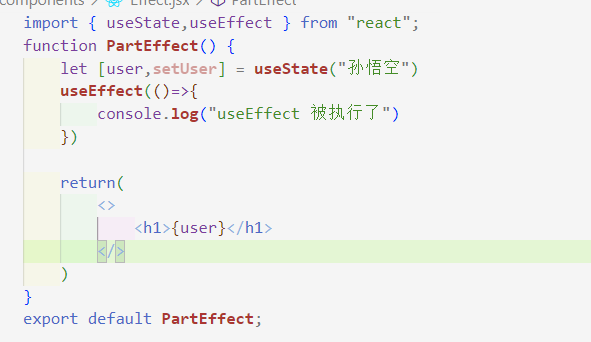 components > Effect.jsx > PartEffect
import { useState,useEffect } from "react";
function PartEffect() {
    let [user,setUser] = useState("孙悟空")
    useEffect(()=>{
        console.log("useEffect 被执行了")
    })
    return(
        <>
            <h1>{user}</h1>
        </>
    )
}
export default PartEffect;